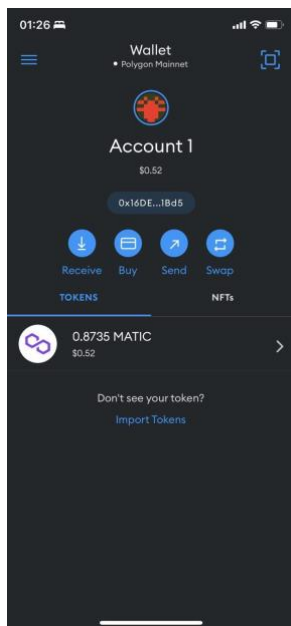 01:26
Wallet
Polygon Mainnet
Account 1
$0.52
0x16DE...1Bd5
Receive Buy Send Swap
TOKENS NFTs
0.8735 MATIC
$0.52
Don't see your token?
Import Tokens